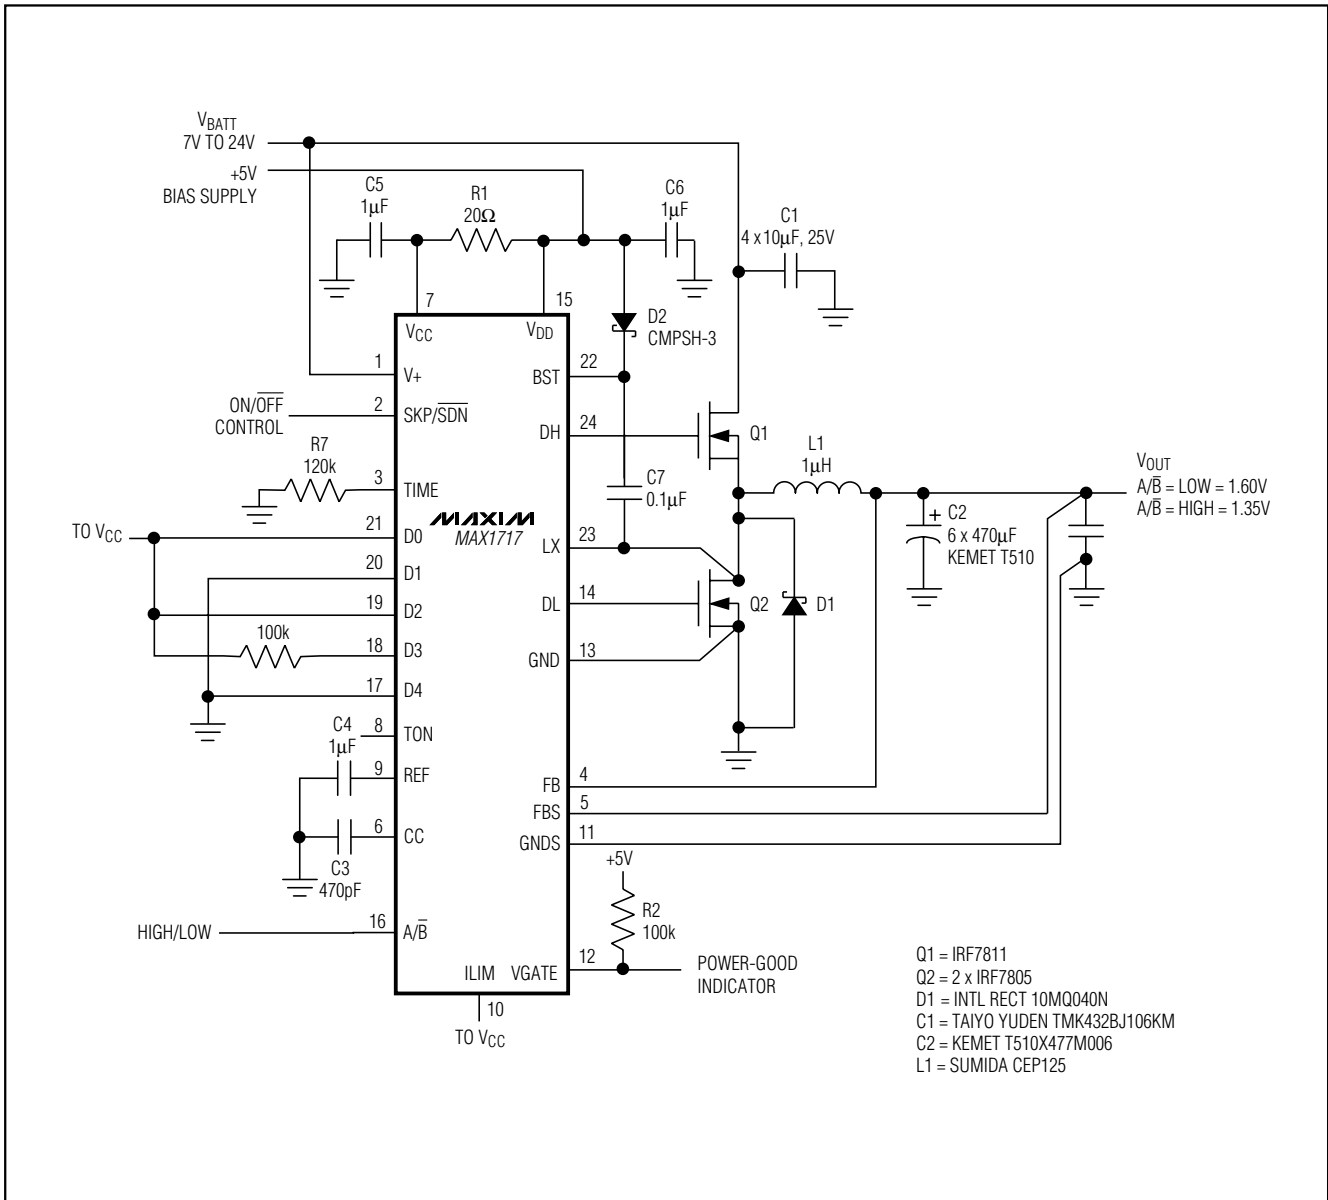 VBATT
7V TO 24V
+5V
BIAS SUPPLY
C5
1µF
R1
20Ω
C6
1µF
C1
4 x 10µF, 25V
7
15
VCC
VDD
D2
CMPSH-3
1
V+
22
BST
ON/OFF
CONTROL
2
SKP/SDN
24
DH
Q1
R7
120k
3
TIME
L1
1µH
VOUT
A/B = LOW = 1.60V
A/B = HIGH = 1.35V
C7
0.1µF
C2
+
6 x 470µF
KEMET T510
TO VCC
21
D0
MAXIM
MAX1717
23
LX
20
D1
19
D2
14
DL
Q2
D1
100k
18
D3
13
GND
17
D4
C4
1µF
8
TON
9
REF
4
FB
5
FBS
6
CC
11
GNDS
C3
470pF
+5V
R2
100k
HIGH/LOW
16
A/B
ILIM
VGATE
12
POWER-GOOD
INDICATOR
10
TO VCC
Q1 = IRF7811
Q2 = 2 x IRF7805
D1 = INTL RECT 10MQ040N
C1 = TAIYO YUDEN TMK432BJ106KM
C2 = KEMET T510X477M006
L1 = SUMIDA CEP125